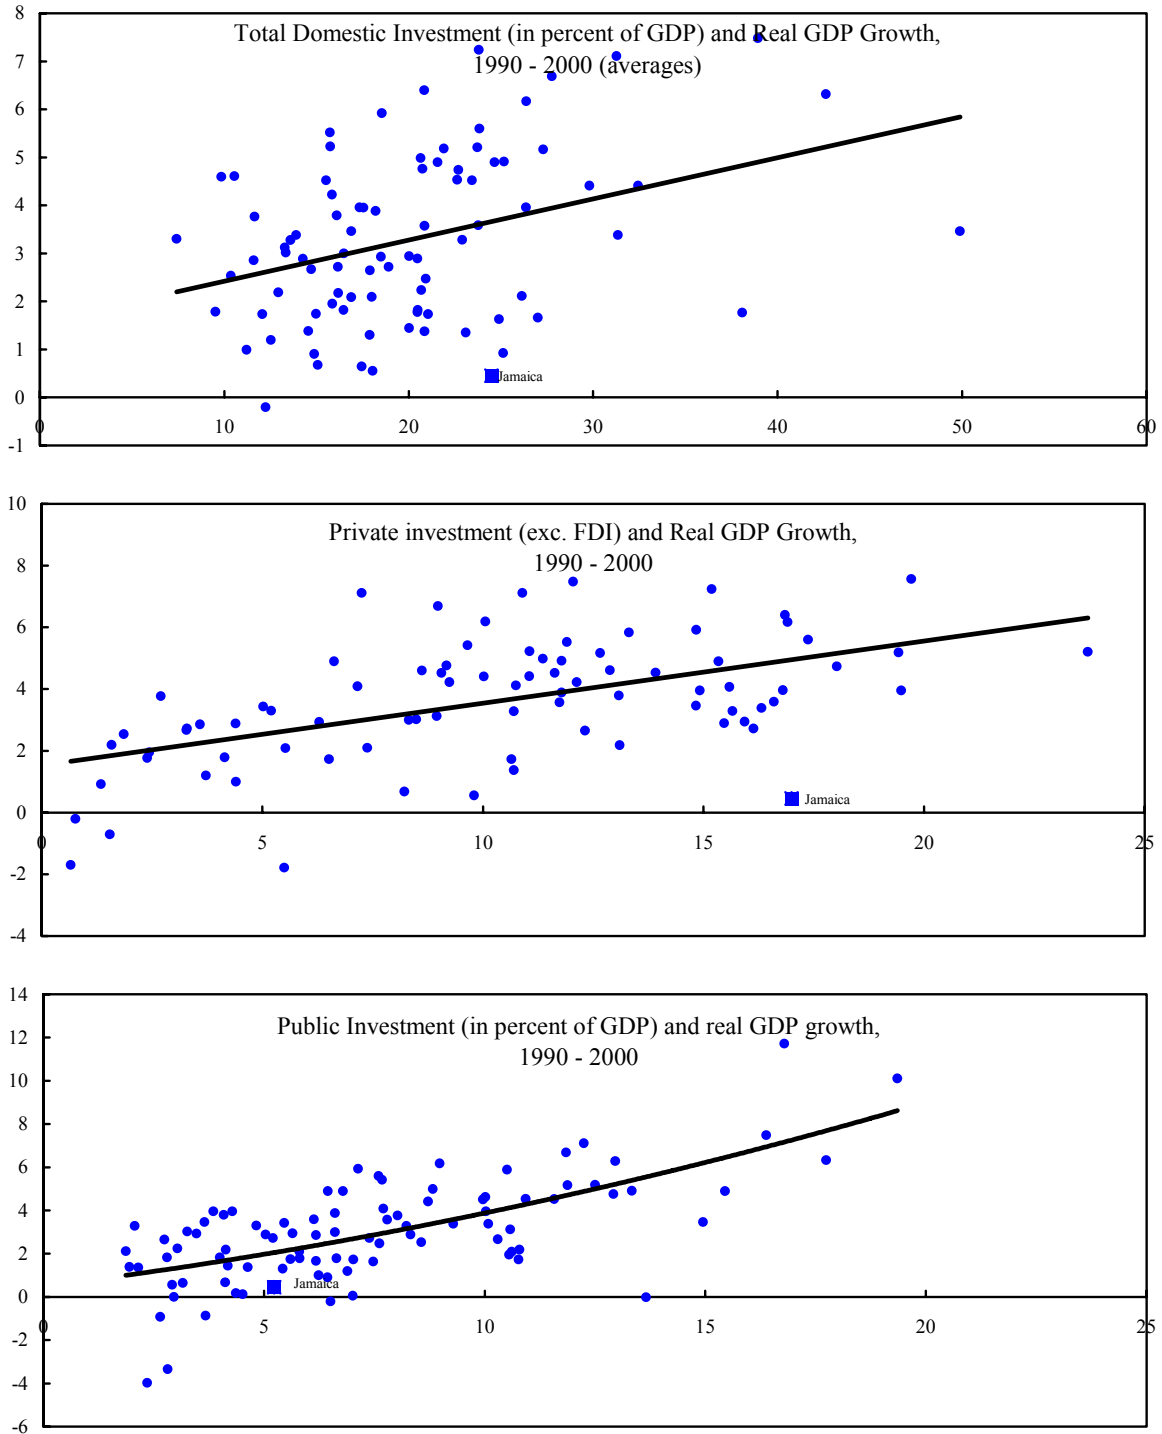 8
Total Domestic Investment (in percent of GDP) and Real GDP Growth,
7
1990 - 2000 (averages)
6
5
4
3
2
1
Jamaica
0
0 10 20 30 40 50 60
-1
10
Private investment (exc. FDI) and Real GDP Growth,
1990 - 2000
8
6
4
2
Jamaica
0
0 5 10 15 20 25
-2
-4
14
Public Investment (in percent of GDP) and real GDP growth,
12
1990 - 2000
10
8
6
4
2
Jamaica
0
0 5 10 15 20 25
-2
-4
-6